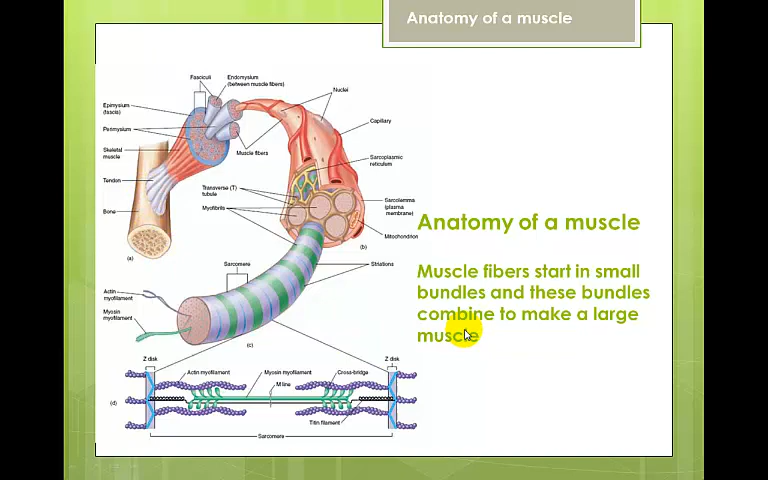 Anatomy of a muscle
Fasciculi
Endomysium
(between muscle fibers)
Nuclei
Epimysium
(fascia)
Capillary
Perimysium
Skeletal
muscle
Muscle fibers
Sarcoplasmic
reticulum
Tendon
Transverse (T)
tubule
Sarcolemma
(plasma
membrane)
Myofibrils
Bone
Mitochondrion
(a)
(b)
Anatomy of a muscle
Sarcomere
Striations
Muscle fibers start in small
bundles and these bundles
combine to make a large
muscle
Actin
myofilament
Myosin
myofilament
(c)
Z disk
Z disk
Actin myofilament
Myosin myofilament
Cross-bridge
M line
(d)
Titin filament
Sarcomere